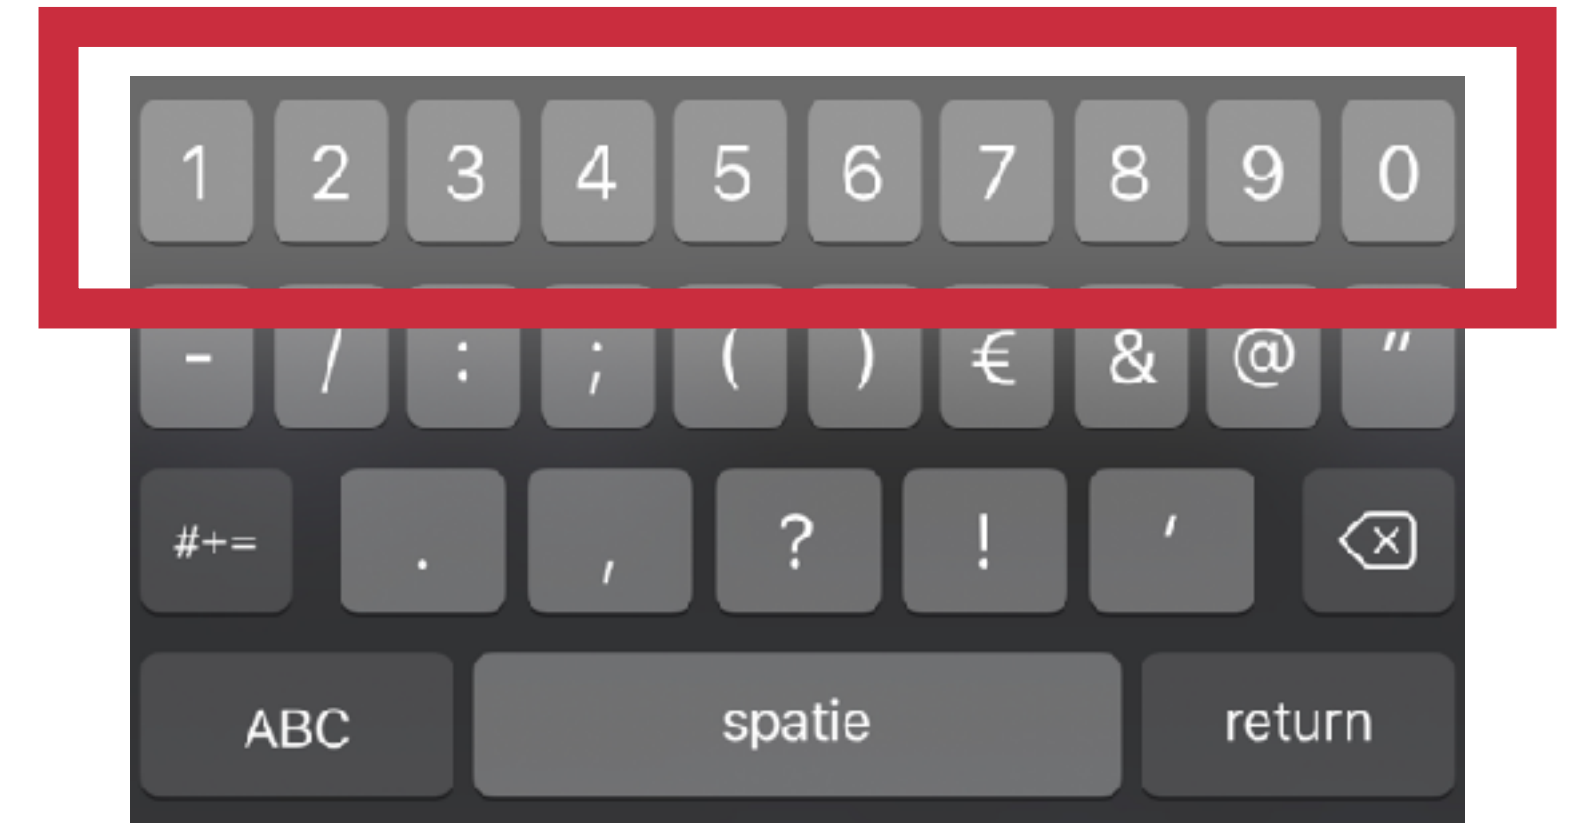 1 2 3 4 5 6 7 8 9 0
- / : ; ( ) € & @ "
#+= . , ? ! '
ABC spatie return